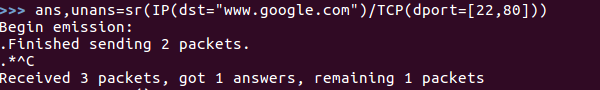 >>> ans,unans=sr(IP(dst="www.google.com")/TCP(dport=[22,80]))
Begin emission:
.Finished sending 2 packets.
.*^C
Received 3 packets, got 1 answers, remaining 1 packets